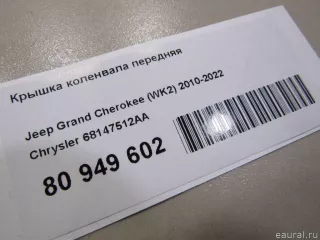 Крышка коленвала передняя
Jeep Grand Cherokee (WK2) 2010-2022
Chrysler 68147512AA
80 949 602
eaural.ru